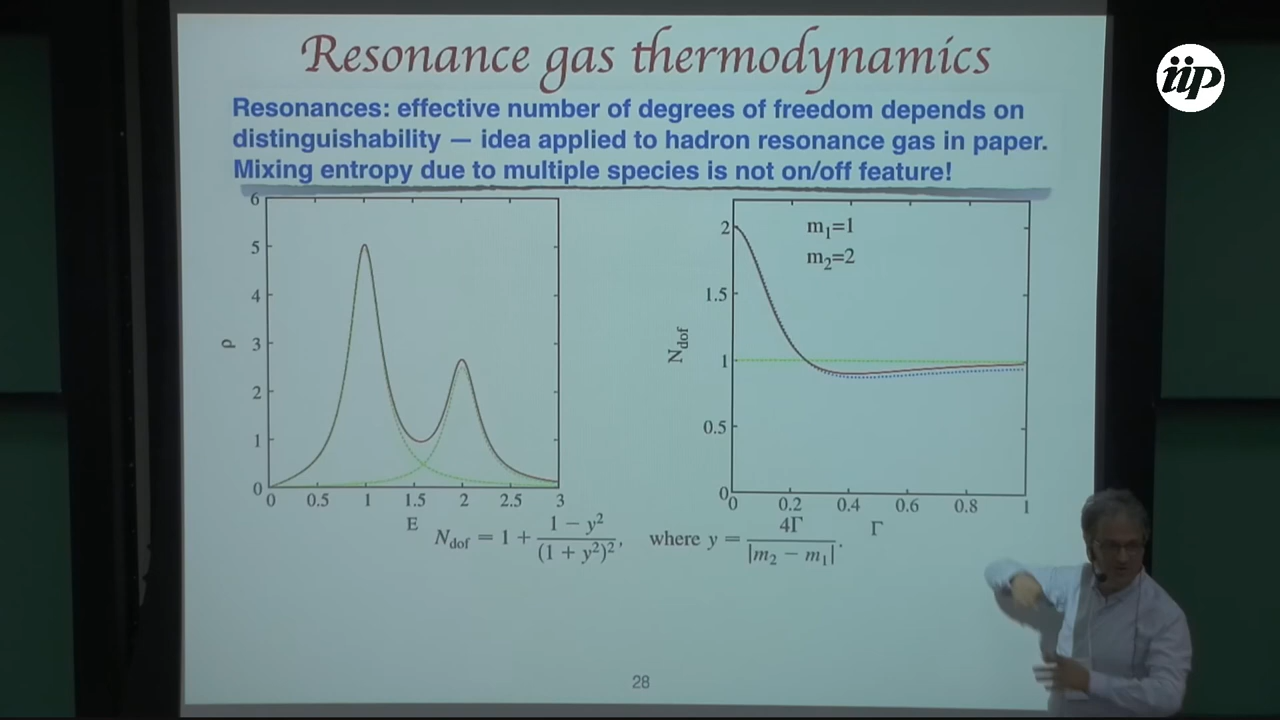 Resonance gas thermodynamics
iip
Resonances: effective number of degrees of freedom depends on
distinguishability — idea applied to hadron resonance gas in paper.
Mixing entropy due to multiple species is not on/off feature!
6
5
4
3
2
1
0
ρ
0 0.5 1 1.5 2 2.5 3
E
2
1.5
1
0.5
0
N_dof
m₁=1
m₂=2
0 0.2 0.4 0.6 0.8 1
Γ
N_dof = 1 + (1 − y²)/(1 + y²)², where y = 4Γ/|m₂ − m₁|.
28